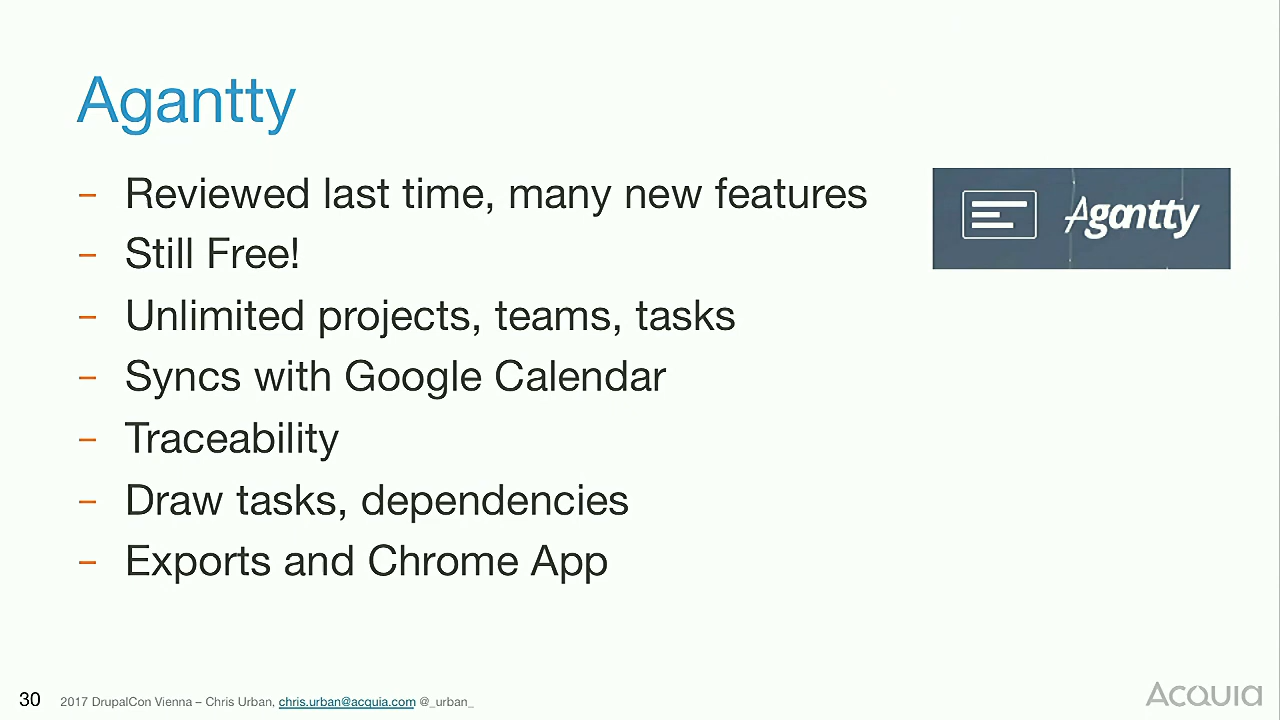 Agantty
– Reviewed last time, many new features
– Still Free!
– Unlimited projects, teams, tasks
– Syncs with Google Calendar
– Traceability
– Draw tasks, dependencies
– Exports and Chrome App
Agantty
30 2017 DrupalCon Vienna – Chris Urban, chris.urban@acquia.com @_urban_
Acquia